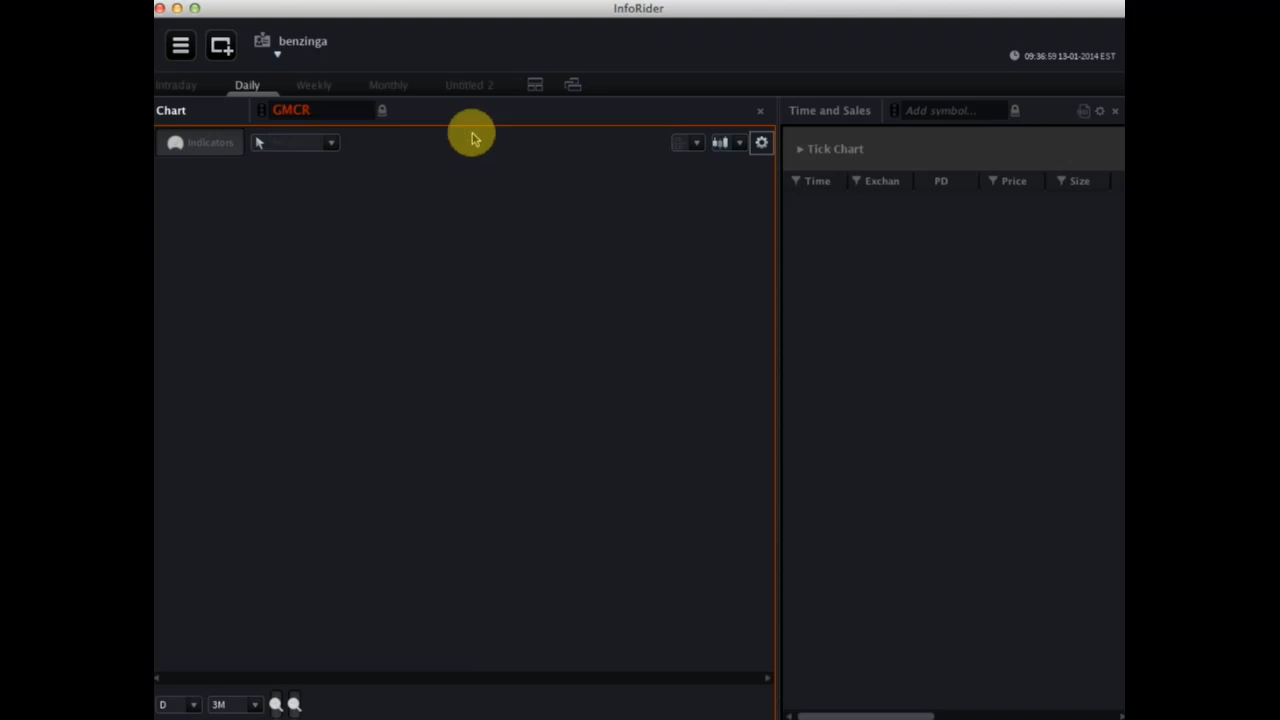 InfoRider
benzinga
09:36:59 13-01-2014 EST
Intraday Daily Weekly Monthly Untitled 2
Chart GMCR
Time and Sales Add symbol...
Indicators
Tick Chart
Time Exchan PD Price Size
D 3M